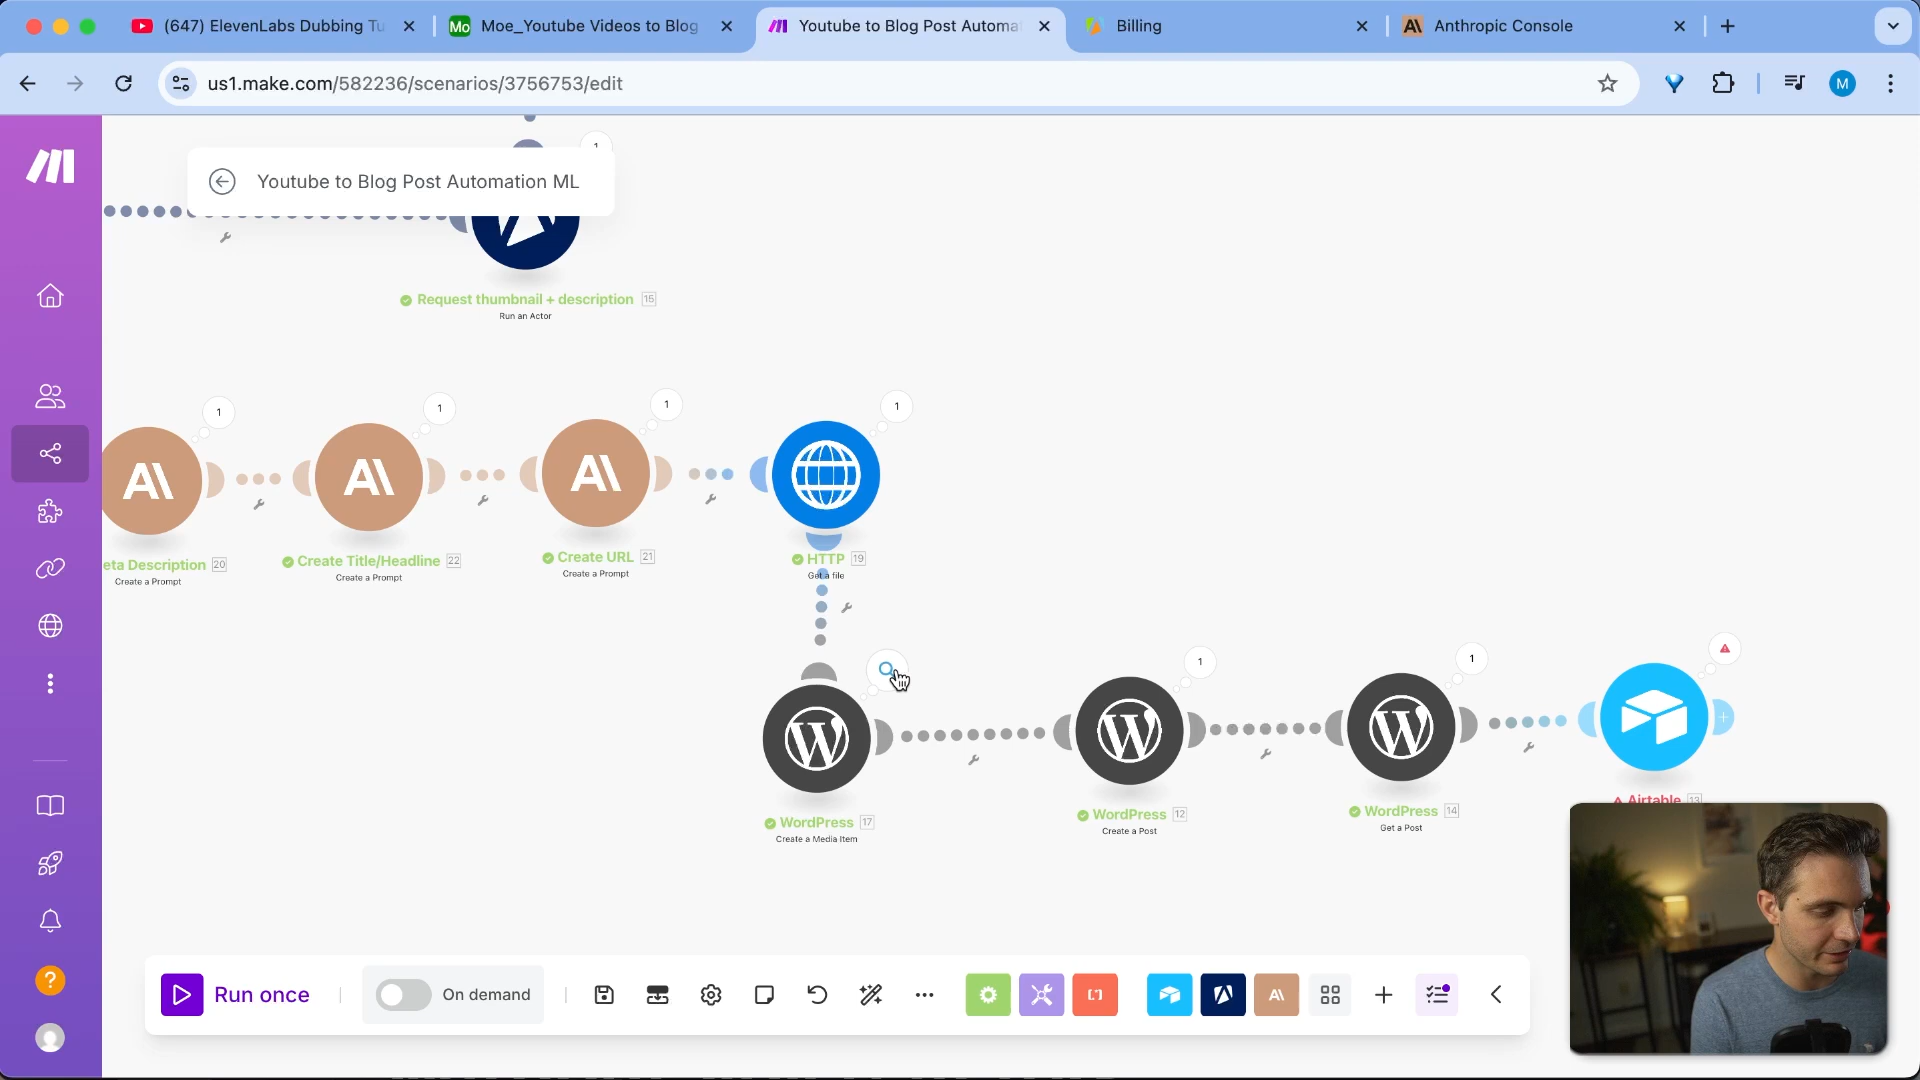 (647) ElevenLabs Dubbing Tu
Moe_Youtube Videos to Blog
Youtube to Blog Post Automa
Billing
Anthropic Console
us1.make.com/582236/scenarios/3756753/edit
M
1
Youtube to Blog Post Automation ML
Request thumbnail + description 15
Run an Actor
1
1
1
1
eta Description 20
Create a Prompt
Create Title/Headline 22
Create a Prompt
Create URL 21
Create a Prompt
HTTP 19
Get a file
1
1
WordPress 17
Create a Media Item
WordPress 12
Create a Post
WordPress 14
Get a Post
Airtable 13
Run once
On demand